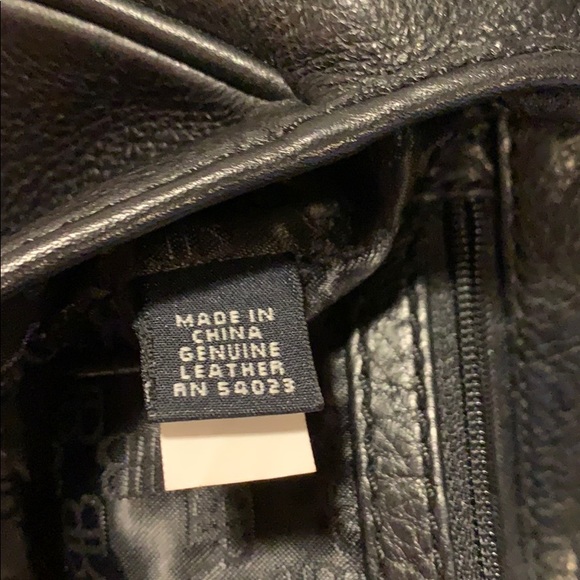 MADE IN
CHINA
GENUINE
LEATHER
RN 54023